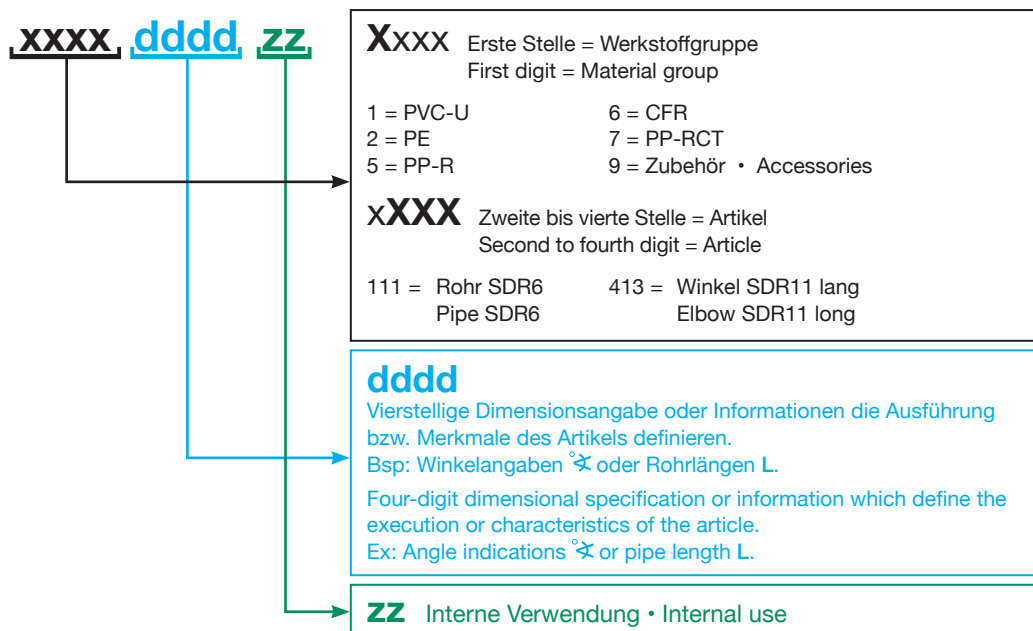 xxxx dddd zz
Xxxx Erste Stelle = Werkstoffgruppe
First digit = Material group
1 = PVC-U 6 = CFR
2 = PE 7 = PP-RCT
5 = PP-R 9 = Zubehör • Accessories
xXXX Zweite bis vierte Stelle = Artikel
Second to fourth digit = Article
111 = Rohr SDR6 413 = Winkel SDR11 lang
Pipe SDR6 Elbow SDR11 long
dddd
Vierstellige Dimensionsangabe oder Informationen die Ausführung
bzw. Merkmale des Artikels definieren.
Bsp: Winkelangaben °∢ oder Rohrlängen L.
Four-digit dimensional specification or information which define the
execution or characteristics of the article.
Ex: Angle indications °∢ or pipe length L.
zz Interne Verwendung • Internal use